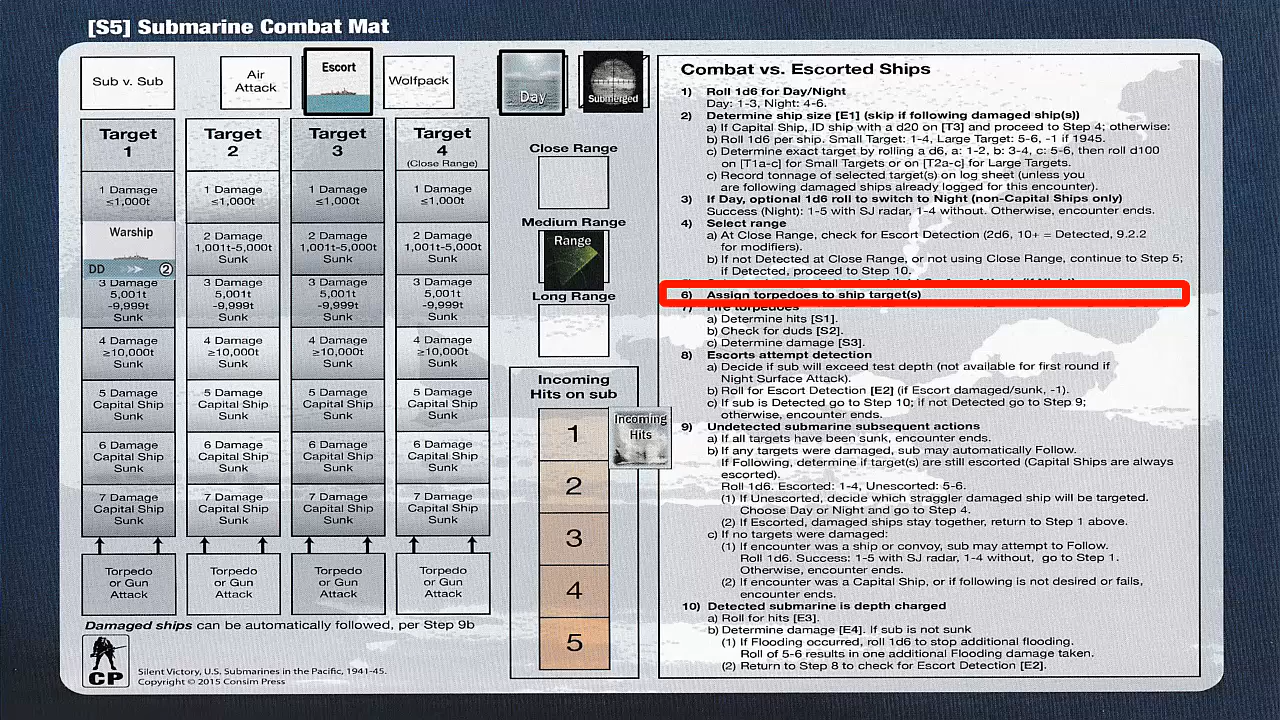 [S5] Submarine Combat Mat
Sub v. Sub
Air
Attack
Escort
Wolfpack
Day
Submerged
Target
1
1 Damage
≤1,000t
Warship
DD
2
3 Damage
5,001t
-9,999t
Sunk
4 Damage
≥10,000t
Sunk
5 Damage
Capital Ship
Sunk
6 Damage
Capital Ship
Sunk
7 Damage
Capital Ship
Sunk
Torpedo
or Gun
Attack
Target
2
1 Damage
≤1,000t
2 Damage
1,001t-5,000t
Sunk
3 Damage
5,001t
-9,999t
Sunk
4 Damage
≥10,000t
Sunk
5 Damage
Capital Ship
Sunk
6 Damage
Capital Ship
Sunk
7 Damage
Capital Ship
Sunk
Torpedo
or Gun
Attack
Target
3
1 Damage
≤1,000t
2 Damage
1,001t-5,000t
Sunk
3 Damage
5,001t
-9,999t
Sunk
4 Damage
≥10,000t
Sunk
5 Damage
Capital Ship
Sunk
6 Damage
Capital Ship
Sunk
7 Damage
Capital Ship
Sunk
Torpedo
or Gun
Attack
Target
4
(Close Range)
1 Damage
≤1,000t
2 Damage
1,001t-5,000t
Sunk
3 Damage
5,001t
-9,999t
Sunk
4 Damage
≥10,000t
Sunk
5 Damage
Capital Ship
Sunk
6 Damage
Capital Ship
Sunk
7 Damage
Capital Ship
Sunk
Torpedo
or Gun
Attack
Close Range
Medium Range
Range
Long Range
Incoming
Hits on sub
1
2
3
4
5
Incoming
Hits
Damaged ships can be automatically followed, per Step 9b
CP
Silent Victory, U.S. Submarines in the Pacific, 1941-45.
Copyright © 2015 Consim Press
Combat vs. Escorted Ships
1) Roll 1d6 for Day/Night
Day: 1-3, Night: 4-6.
2) Determine ship size [E1] (skip if following damaged ship(s))
a) If Capital Ship, ID ship with a d20 on [T3] and proceed to Step 4; otherwise:
b) Roll 1d6 per ship. Small Target: 1-4, Large Target: 5-6, -1 if 1945.
c) Determine exact target by rolling a d6, a: 1-2, b: 3-4, c: 5-6, then roll d100
on [T1a-c] for Small Targets or on [T2a-c] for Large Targets.
c) Record tonnage of selected target(s) on log sheet (unless you
are following damaged ships already logged for this encounter).
3) If Day, optional 1d6 roll to switch to Night (non-Capital Ships only)
Success (Night): 1-5 with SJ radar, 1-4 without. Otherwise, encounter ends.
4) Select range
a) At Close Range, check for Escort Detection (2d6, 10+ = Detected, 9.2.2
for modifiers).
b) If not Detected at Close Range, or not using Close Range, continue to Step 5;
if Detected, proceed to Step 10.
6) Assign torpedoes to ship target(s)
7) Fire torpedoes
a) Determine hits [S1].
b) Check for duds [S2].
c) Determine damage [S3].
8) Escorts attempt detection
a) Decide if sub will exceed test depth (not available for first round if
Night Surface Attack).
b) Roll for Escort Detection [E2] (if Escort damaged/sunk, -1).
c) If sub is Detected go to Step 10; if not Detected go to Step 9;
otherwise, encounter ends.
9) Undetected submarine subsequent actions
a) If all targets have been sunk, encounter ends.
b) If any targets were damaged, sub may automatically Follow.
If Following, determine if target(s) are still escorted (Capital Ships are always
escorted).
Roll 1d6. Escorted: 1-4, Unescorted: 5-6.
(1) If Unescorted, decide which straggler damaged ship will be targeted.
Choose Day or Night and go to Step 4.
(2) If Escorted, damaged ships stay together, return to Step 1 above.
c) If no targets were damaged:
(1) If encounter was a ship or convoy, sub may attempt to Follow.
Roll 1d6. Success: 1-5 with SJ radar, 1-4 without, go to Step 1.
Otherwise, encounter ends.
(2) If encounter was a Capital Ship, or if following is not desired or fails,
encounter ends.
10) Detected submarine is depth charged
a) Roll for hits [E3].
b) Determine damage [E4]. If sub is not sunk
(1) If Flooding occurred, roll 1d6 to stop additional flooding.
Roll of 5-6 results in one additional Flooding damage taken.
(2) Return to Step 8 to check for Escort Detection [E2].